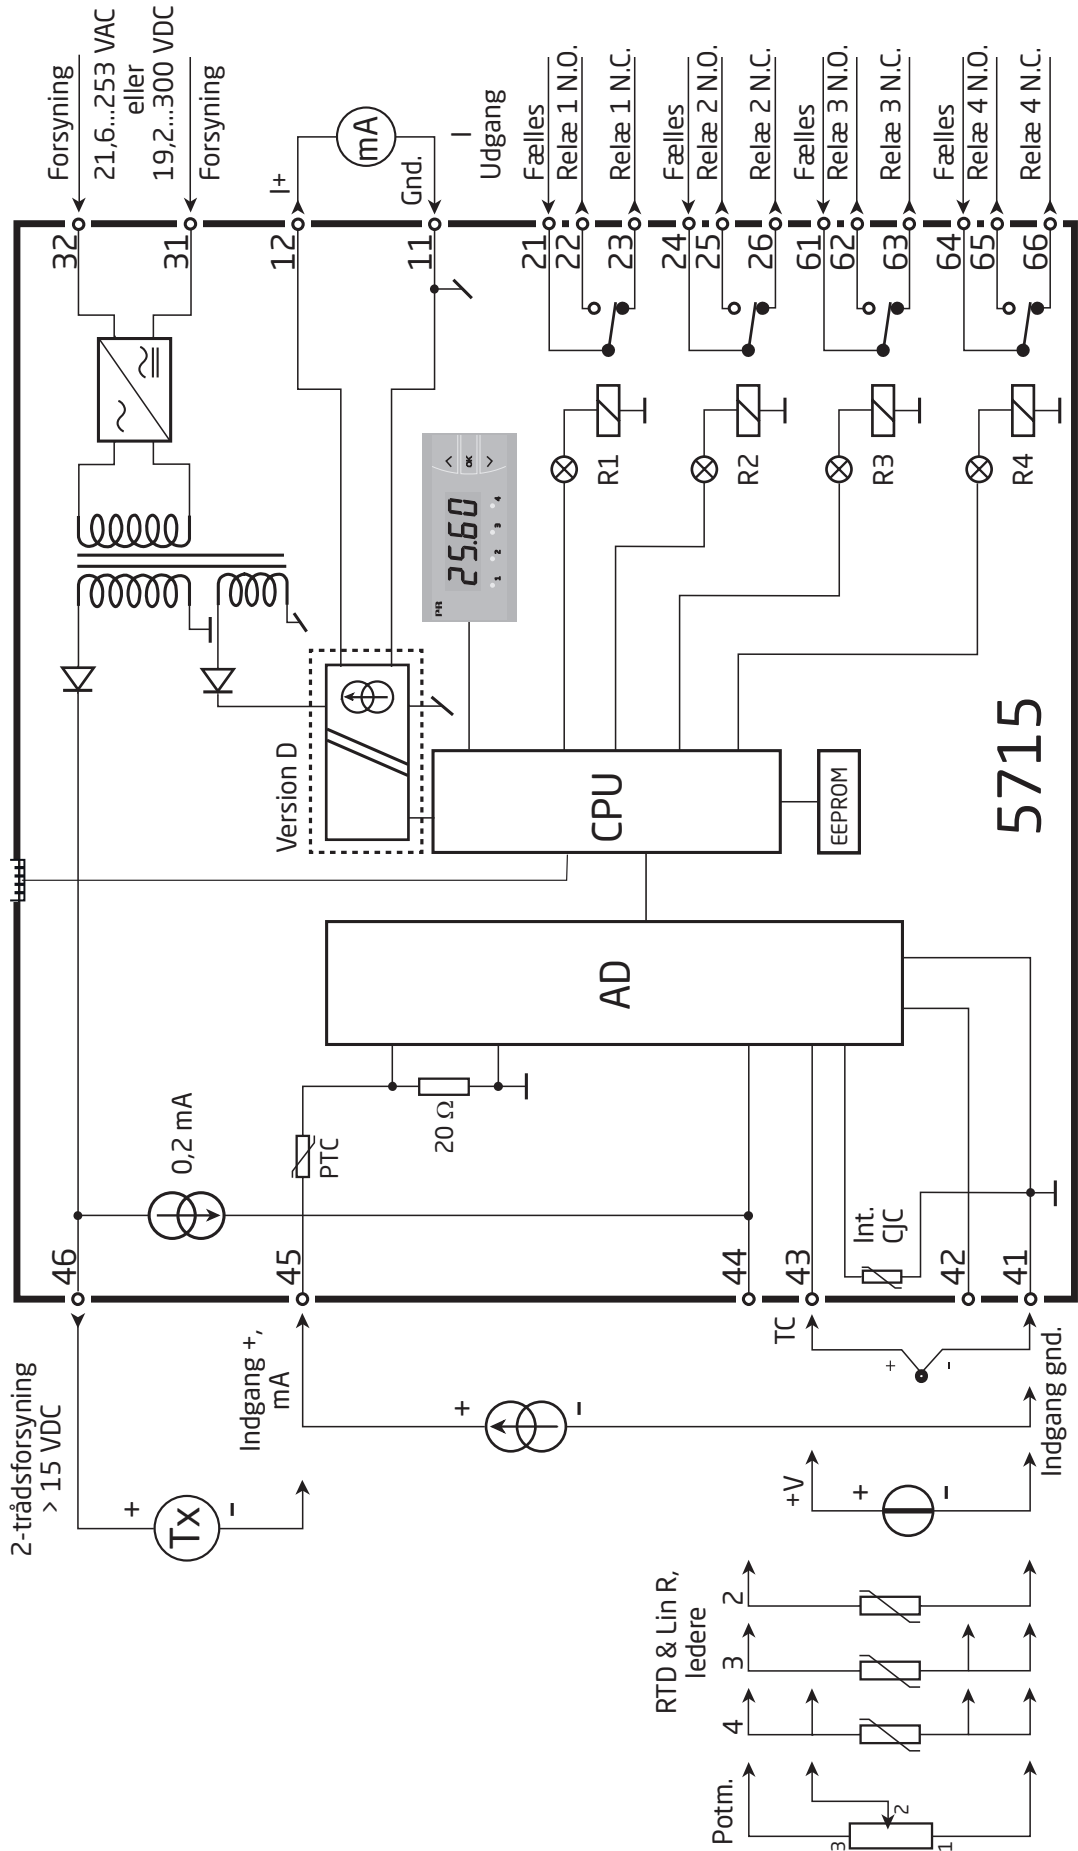 Forsyning
21,6...253 VAC
eller
19,2...300 VDC
Forsyning
I+
mA
Gnd.
I
Udgang
Fælles
Relæ 1 N.O.
Relæ 1 N.C.
Fælles
Relæ 2 N.O.
Relæ 2 N.C.
Fælles
Relæ 3 N.O.
Relæ 3 N.C.
Fælles
Relæ 4 N.O.
Relæ 4 N.C.
32
31
12
11
21
22
23
24
25
26
61
62
63
64
65
66
PR
25.60
1 2 3 4
OK
R1
R2
R3
R4
Version D
CPU
EEPROM
5715
AD
0,2 mA
PTC
20 Ω
Int.
CJC
46
45
44
43
42
41
2-trådsforsyning
> 15 VDC
+
Tx
-
Indgang +,
mA
+
-
TC
+
-
Indgang gnd.
+V
+
-
RTD & Lin R,
ledere
2
3
4
Potm.
3
2
1